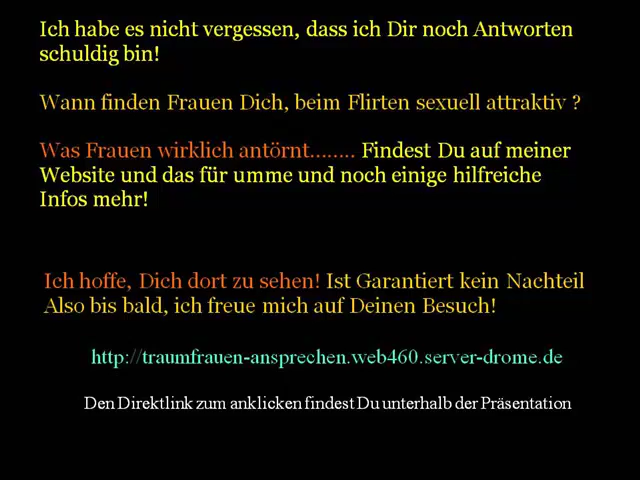 Ich habe es nicht vergessen, dass ich Dir noch Antworten
schuldig bin!
Wann finden Frauen Dich, beim Flirten sexuell attraktiv ?
Was Frauen wirklich antörnt........ Findest Du auf meiner
Website und das für umme und noch einige hilfreiche
Infos mehr!
Ich hoffe, Dich dort zu sehen! Ist Garantiert kein Nachteil
Also bis bald, ich freue mich auf Deinen Besuch!
http://traumfrauen-ansprechen.web460.server-drome.de
Den Direktlink zum anklicken findest Du unterhalb der Präsentation